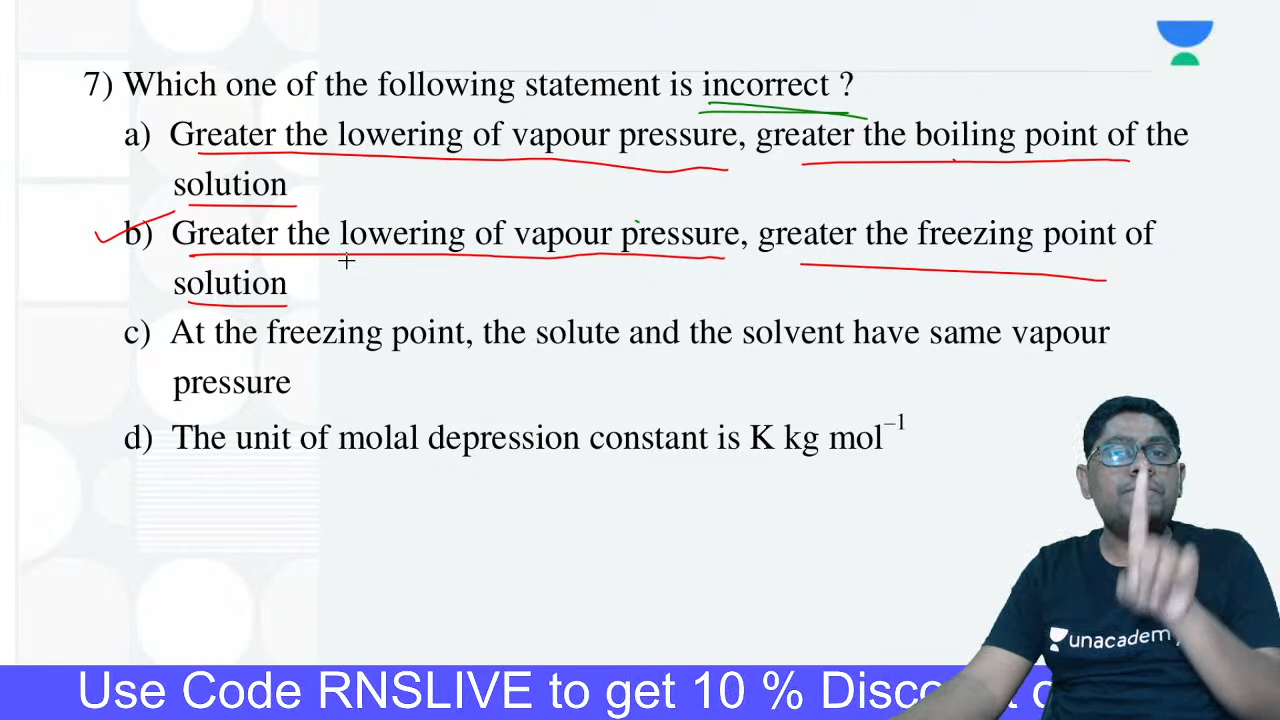 7) Which one of the following statement is incorrect ?
a) Greater the lowering of vapour pressure, greater the boiling point of the
solution
b) Greater the lowering of vapour pressure, greater the freezing point of
solution
c) At the freezing point, the solute and the solvent have same vapour
pressure
d) The unit of molal depression constant is K kg mol⁻¹
unacademy
Use Code RNSLIVE to get 10 %